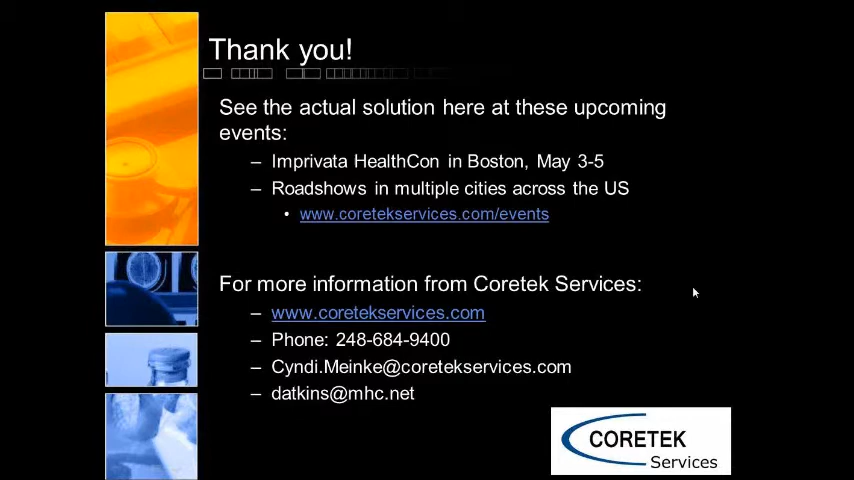 Thank you!
See the actual solution here at these upcoming
events:
– Imprivata HealthCon in Boston, May 3-5
– Roadshows in multiple cities across the US
• www.coretekservices.com/events
For more information from Coretek Services:
– www.coretekservices.com
– Phone: 248-684-9400
– Cyndi.Meinke@coretekservices.com
– datkins@mhc.net
CORETEK
Services